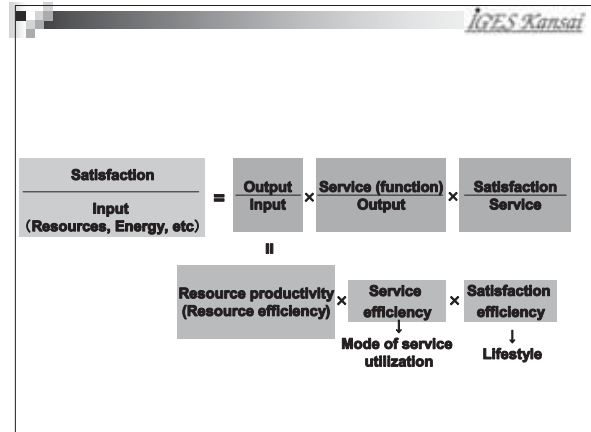 IGES Kansai
Satisfaction
Input
(Resources, Energy, etc)
=
Output
Input
×
Service (function)
Output
×
Satisfaction
Service
=
Resource productivity
(Resource efficiency)
×
Service
efficiency
×
Satisfaction
efficiency
↓
Mode of service
utilization
↓
Lifestyle